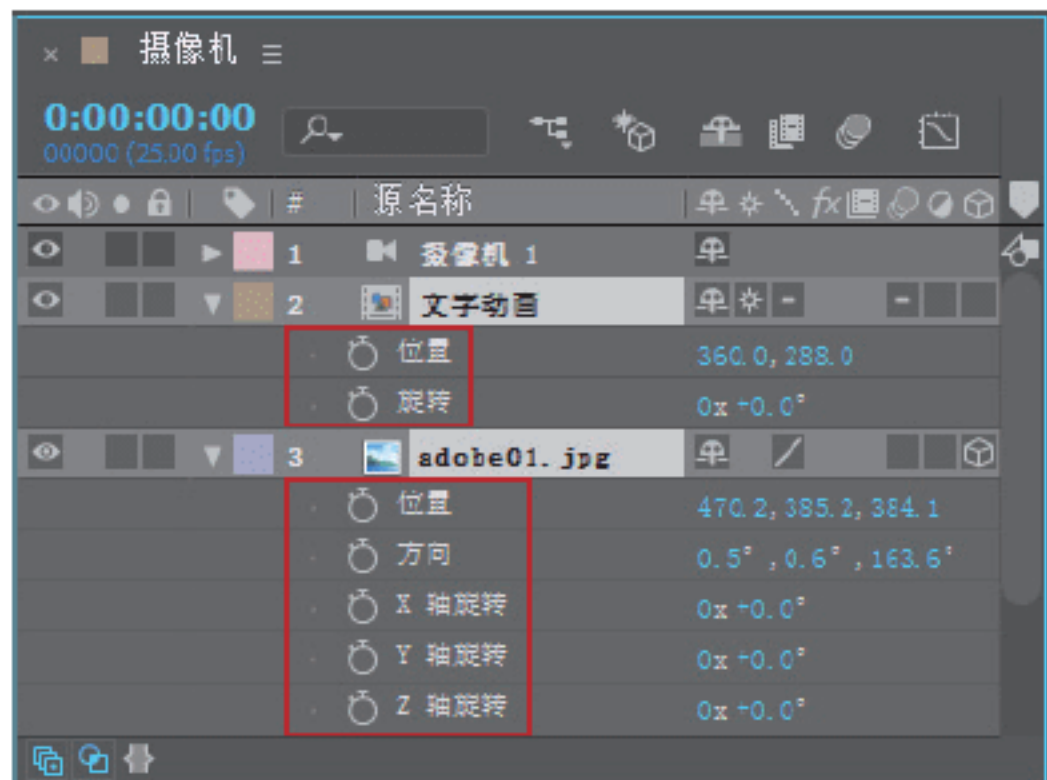 × 摄像机 ≡
0:00:00:00
00000 (25.00 fps)
# 源名称 fx
1 摄像机 1
2 文字动画
位置 360.0, 288.0
旋转 0x +0.0°
3 adobe01.jpg
位置 470.2, 385.2, 384.1
方向 0.5° , 0.6° , 163.6°
X 轴旋转 0x +0.0°
Y 轴旋转 0x +0.0°
Z 轴旋转 0x +0.0°